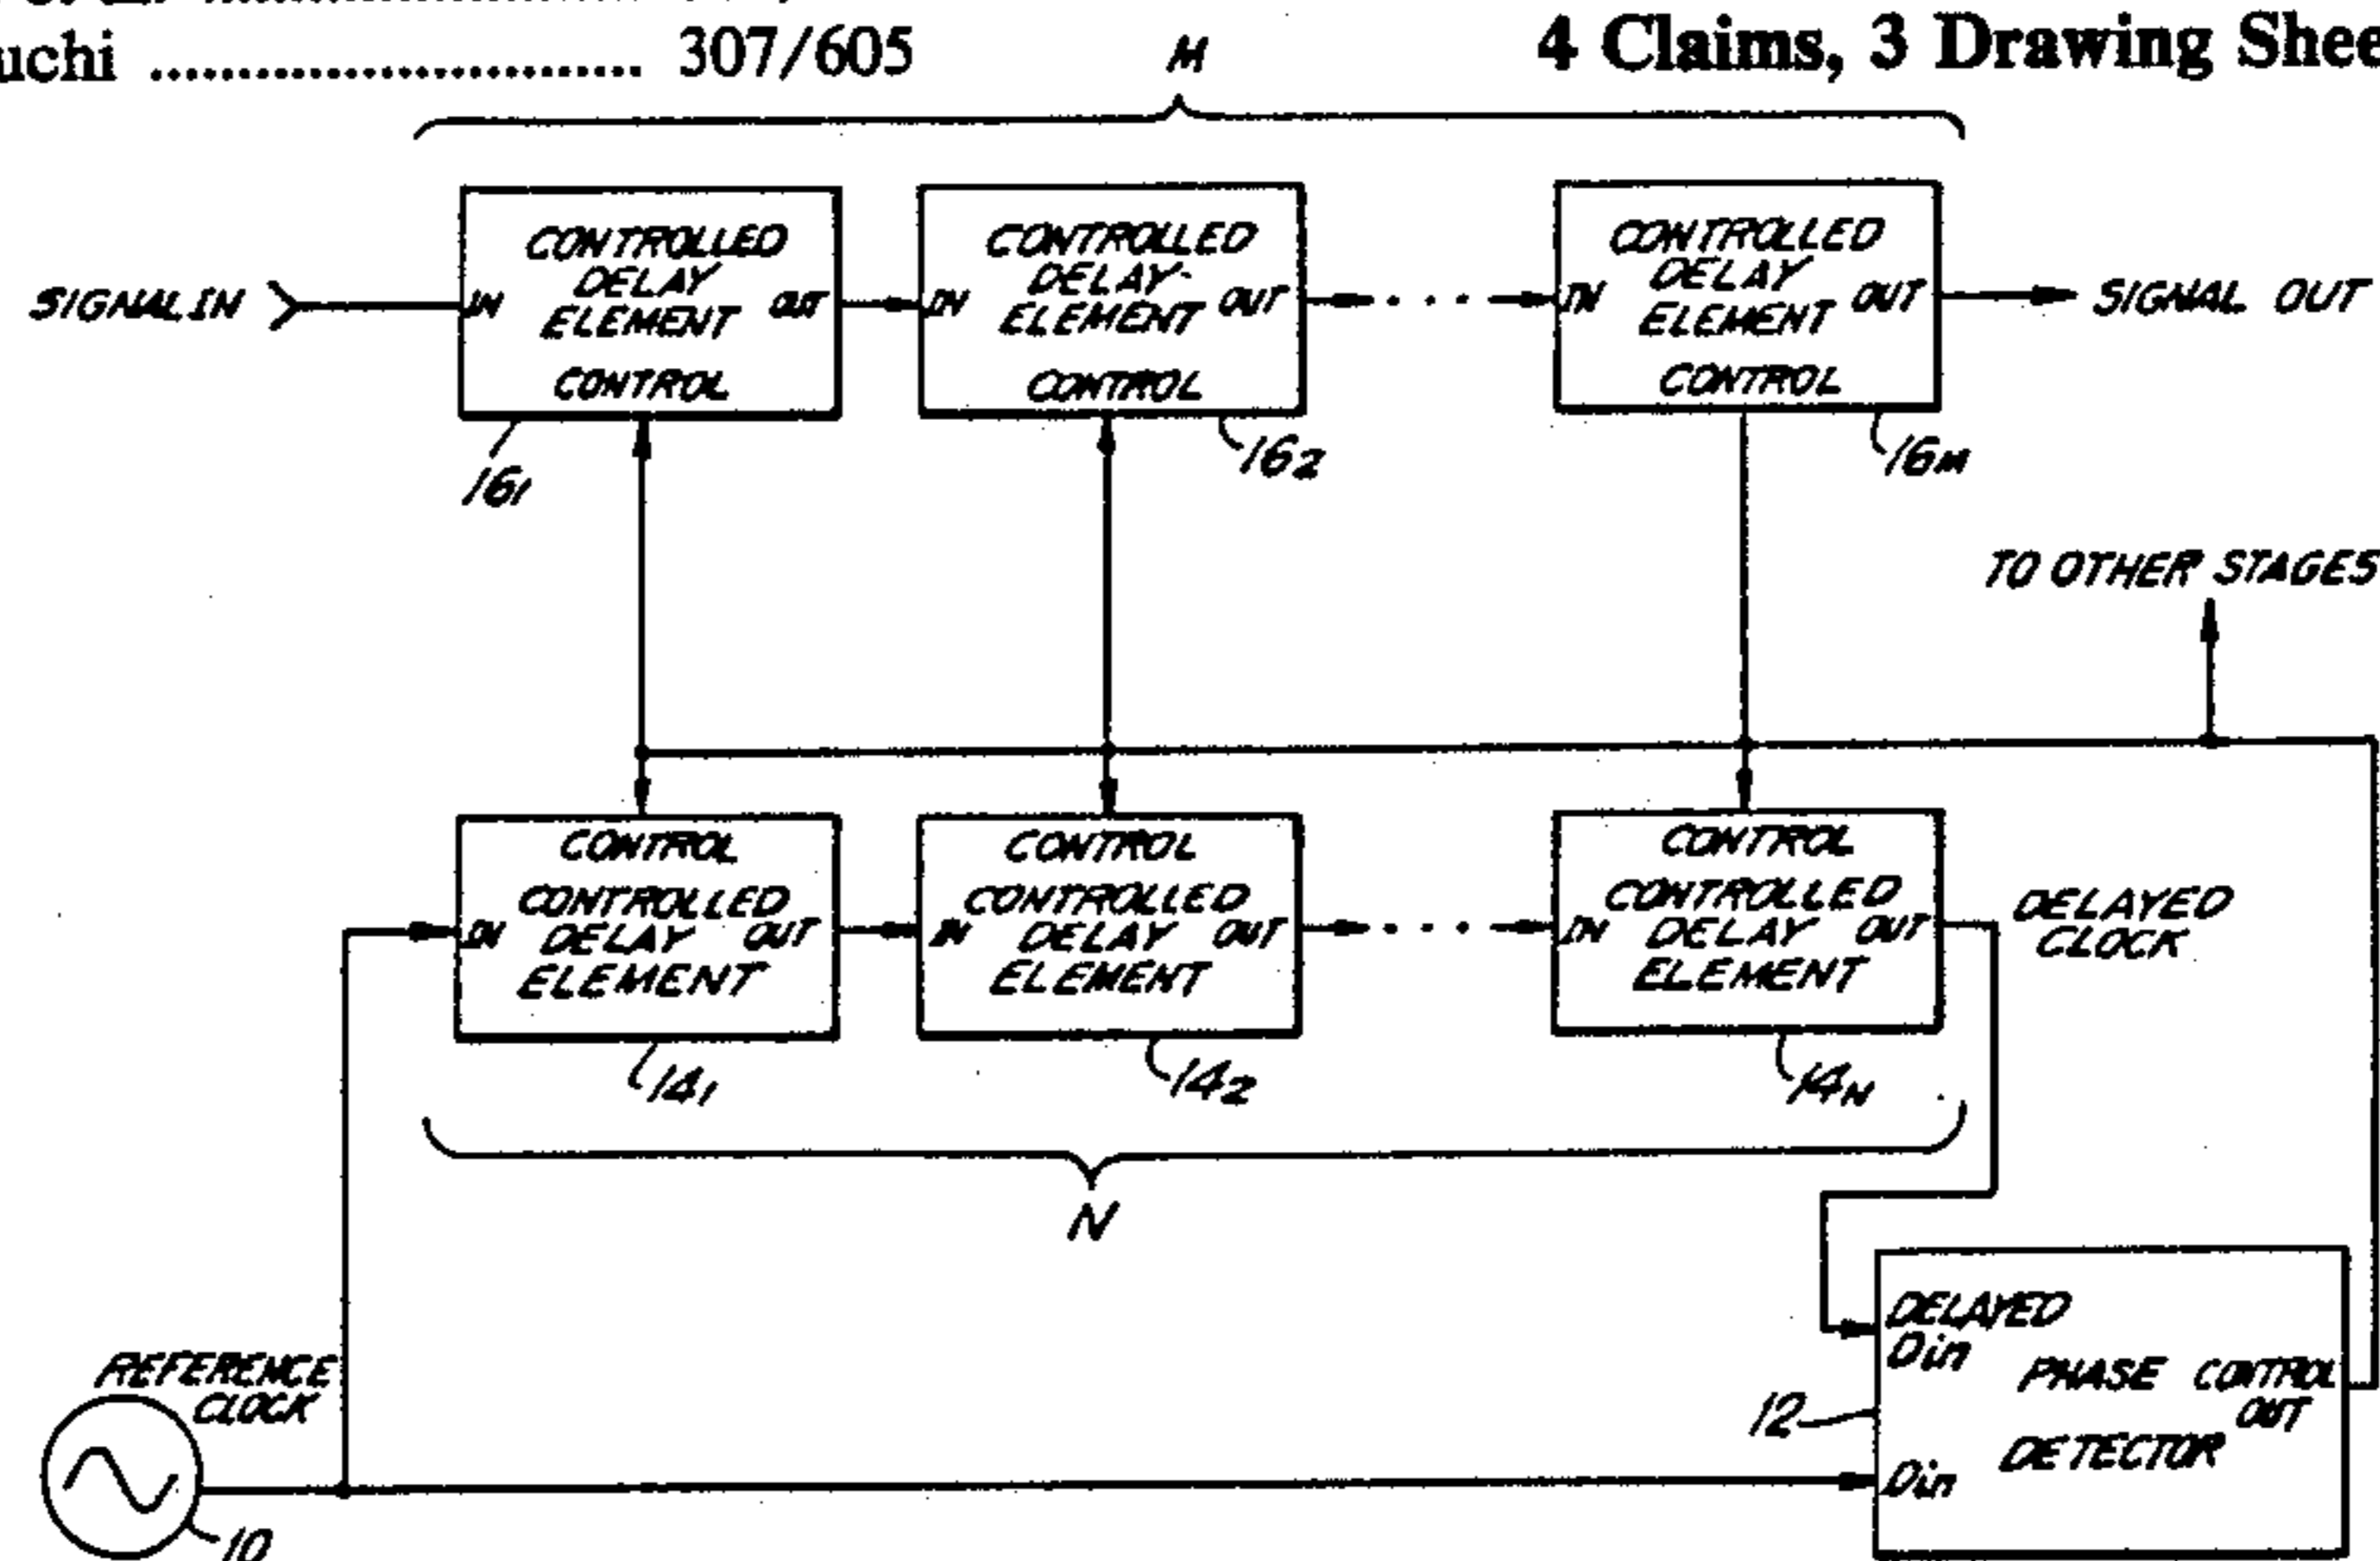 uchi ............................ 307/605
4 Claims, 3 Drawing Shee
M
SIGNAL IN
IN
CONTROLLED
DELAY
ELEMENT
OUT
CONTROL
IN
CONTROLLED
DELAY
ELEMENT
OUT
CONTROL
IN
CONTROLLED
DELAY
ELEMENT
OUT
CONTROL
SIGNAL OUT
161
162
16M
TO OTHER STAGES
CONTROL
IN
CONTROLLED
DELAY
ELEMENT
OUT
CONTROL
IN
CONTROLLED
DELAY
ELEMENT
OUT
CONTROL
IN
CONTROLLED
DELAY
ELEMENT
OUT
DELAYED
CLOCK
141
142
14N
N
REFERENCE
CLOCK
10
12
DELAYED
Din
PHASE
DETECTOR
CONTROL
OUT
Din